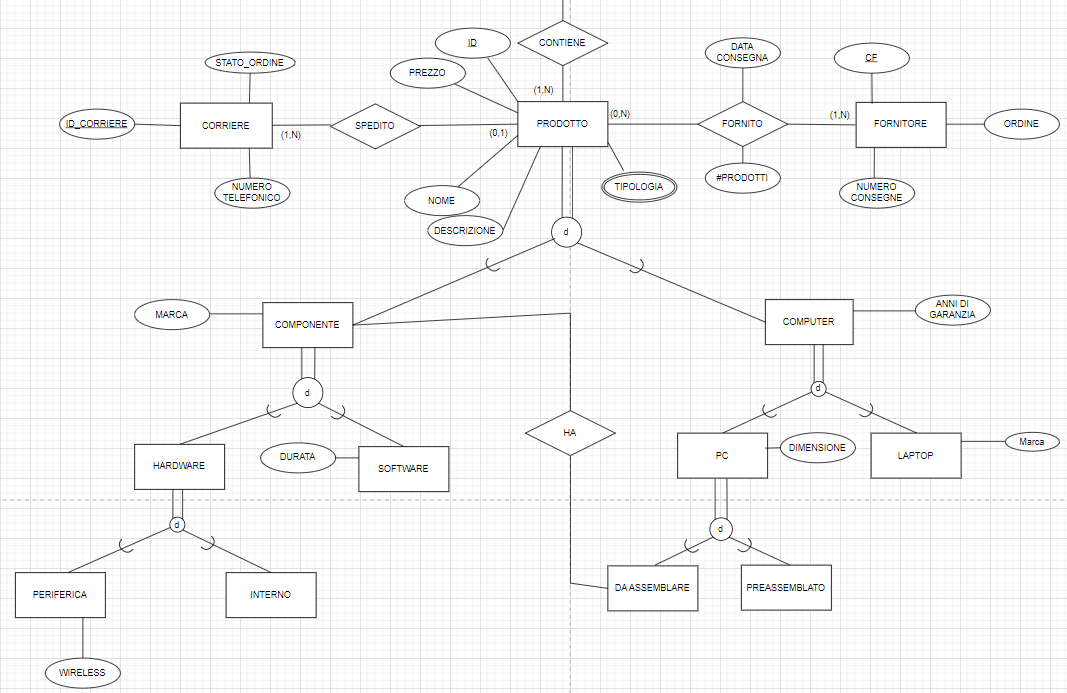 ID
CONTIENE
DATA
CONSEGNA
CF
STATO_ORDINE
PREZZO
(1,N)
ID_CORRIERE
CORRIERE
(1,N)
SPEDITO
(0,1)
PRODOTTO
(0,N)
FORNITO
(1,N)
FORNITORE
ORDINE
NUMERO
TELEFONICO
NOME
DESCRIZIONE
TIPOLOGIA
#PRODOTTI
NUMERO
CONSEGNE
d
MARCA
COMPONENTE
COMPUTER
ANNI DI
GARANZIA
d
d
HA
HARDWARE
DURATA
SOFTWARE
PC
DIMENSIONE
LAPTOP
Marca
d
d
PERIFERICA
INTERNO
DA ASSEMBLARE
PREASSEMBLATO
WIRELESS